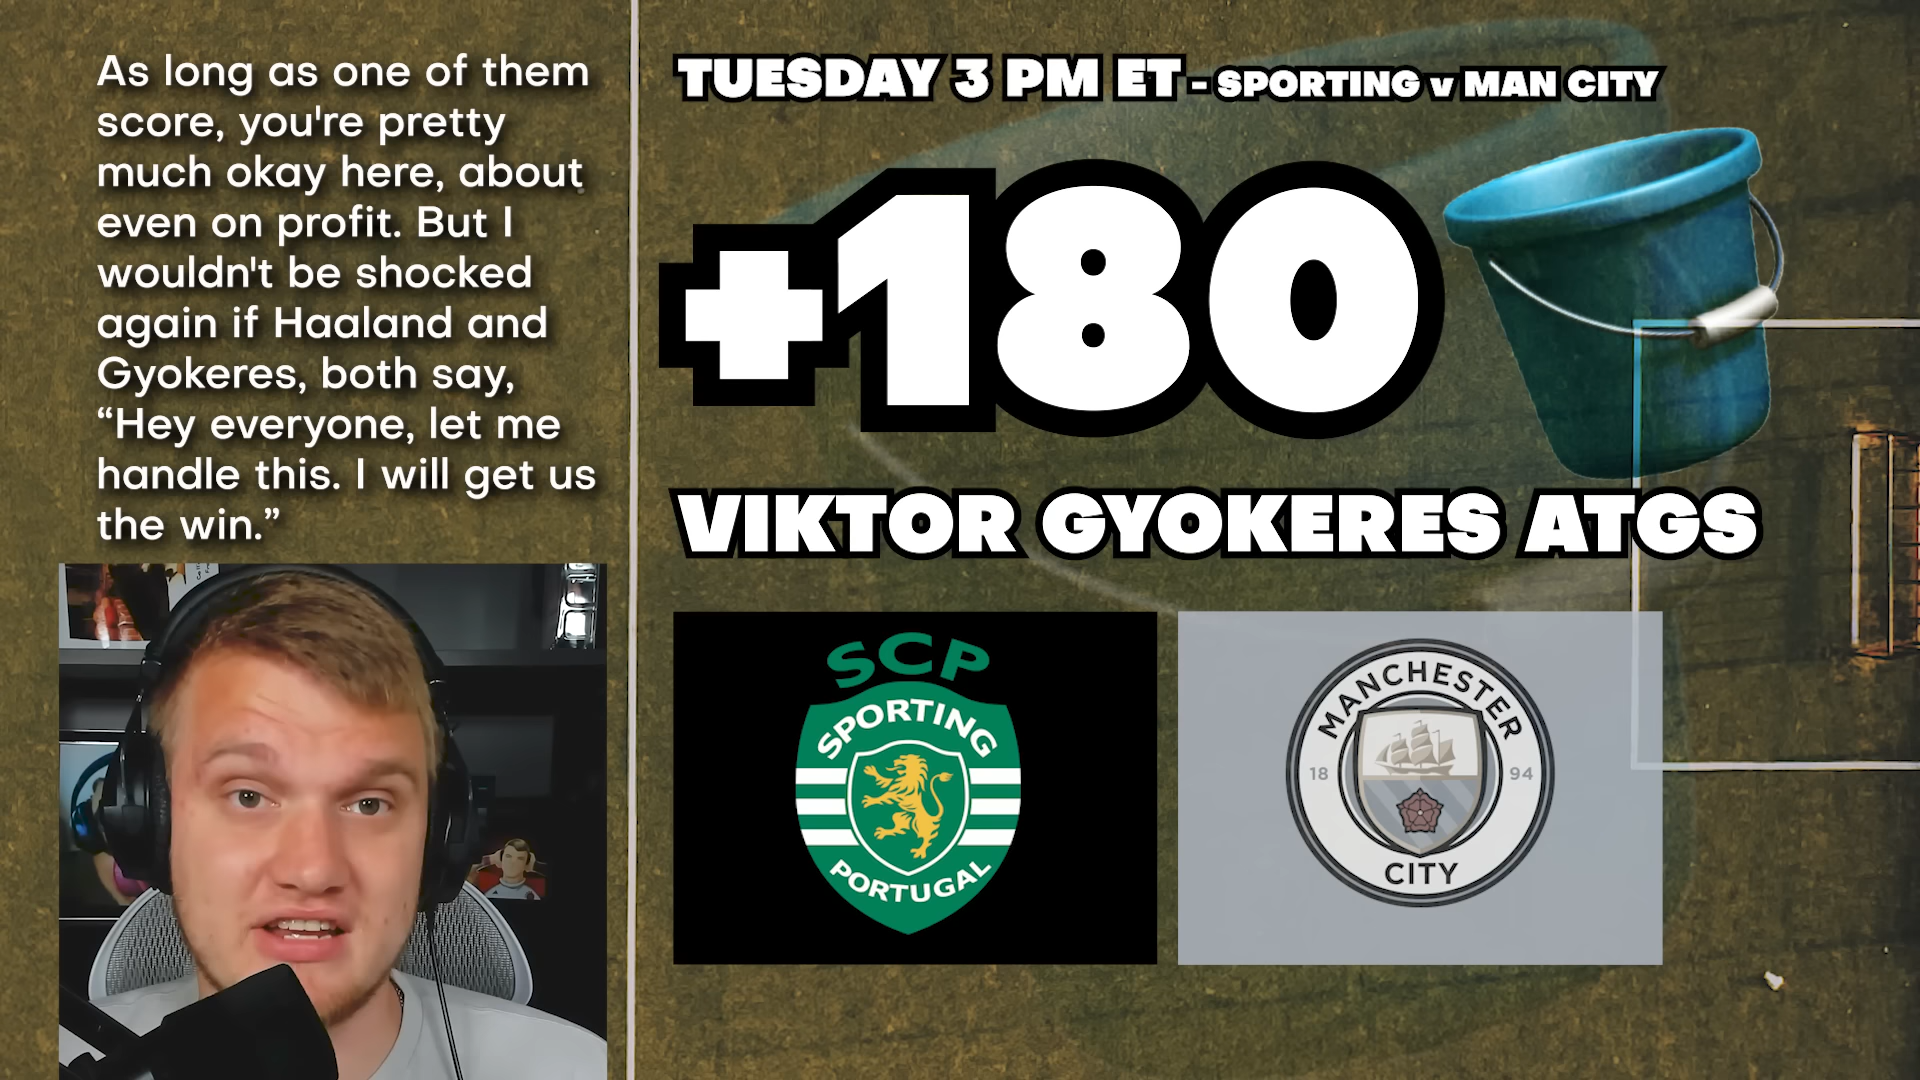 As long as one of them
score, you're pretty
much okay here, about
even on profit. But I
wouldn't be shocked
again if Haaland and
Gyokeres, both say,
“Hey everyone, let me
handle this. I will get us
the win.”
TUESDAY 3 PM ET - SPORTING v MAN CITY
+180
VIKTOR GYOKERES ATGS
SCP
SPORTING
PORTUGAL
MANCHESTER
18 94
CITY